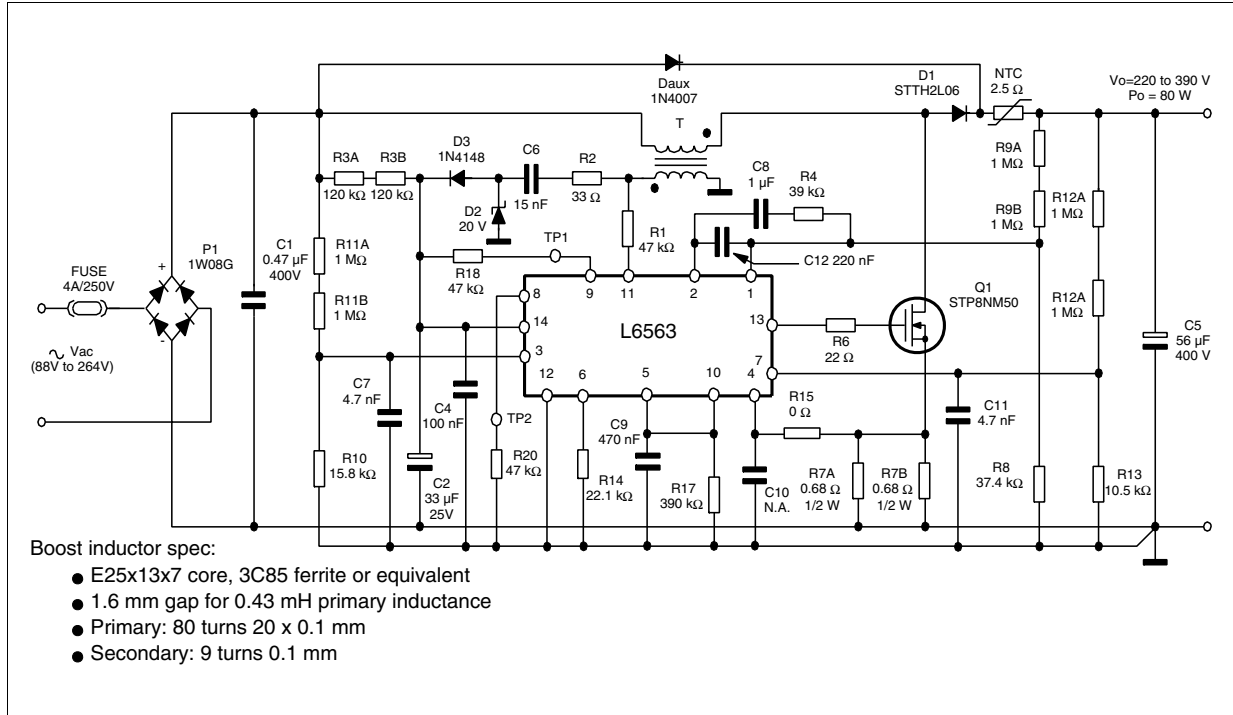 Daux
1N4007
T
D1
STTH2L06
NTC
2.5 Ω
Vo=220 to 390 V
Po = 80 W
R3A
120 kΩ
R3B
120 kΩ
D3
1N4148
C6
15 nF
R2
33 Ω
D2
20 V
C8
1 µF
R4
39 kΩ
R9A
1 MΩ
R9B
1 MΩ
R12A
1 MΩ
R12A
1 MΩ
P1
1W08G
FUSE
4A/250V
+
-
C1
0.47 µF
400V
R11A
1 MΩ
R11B
1 MΩ
R18
47 kΩ
TP1
R1
47 kΩ
C12 220 nF
Q1
STP8NM50
Vac
(88V to 264V)
8
9
11
2
1
14
3
L6563
13
7
12
6
5
10
4
R6
22 Ω
C5
56 µF
400 V
C7
4.7 nF
C4
100 nF
TP2
C9
470 nF
R15
0 Ω
C11
4.7 nF
R10
15.8 kΩ
C2
33 µF
25V
R20
47 kΩ
R14
22.1 kΩ
R17
390 kΩ
C10
N.A.
R7A
0.68 Ω
1/2 W
R7B
0.68 Ω
1/2 W
R8
37.4 kΩ
R13
10.5 kΩ
Boost inductor spec:
● E25x13x7 core, 3C85 ferrite or equivalent
● 1.6 mm gap for 0.43 mH primary inductance
● Primary: 80 turns 20 x 0.1 mm
● Secondary: 9 turns 0.1 mm